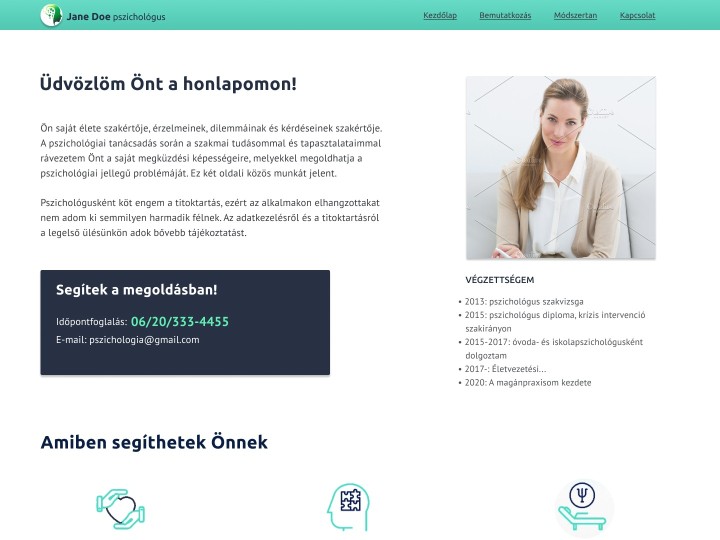 Jane Doe pszichológus
Kezdőlap Bemutatkozás Módszertan Kapcsolat
Üdvözlöm Önt a honlapomon!
Ön saját élete szakértője, érzelmeinek, dilemmáinak és kérdéseinek szakértője.
A pszichológiai tanácsadás során a szakmai tudásommal és tapasztalataimmal
rávezetem Önt a saját megküzdési képességeire, melyekkel megoldhatja a
pszichológiai jellegű problémáját. Ez két oldali közös munkát jelent.
Pszichológusként köt engem a titoktartás, ezért az alkalmakon elhangzottakat
nem adom ki semmilyen harmadik félnek. Az adatkezelésről és a titoktartásról
a legelső ülésünkön adok bővebb tájékoztatást.
Segítek a megoldásban!
Időpontfoglalás: 06/20/333-4455
E-mail: pszichologia@gmail.com
VÉGZETTSÉGEM
• 2013: pszichológus szakvizsga
• 2015: pszichológus diploma, krízis intervenció
szakirányon
• 2015-2017: óvoda- és iskolapszichológusként
dolgoztam
• 2017-: Életvezetési...
• 2020: A magánpraxisom kezdete
Amiben segíthetek Önnek
Ψ